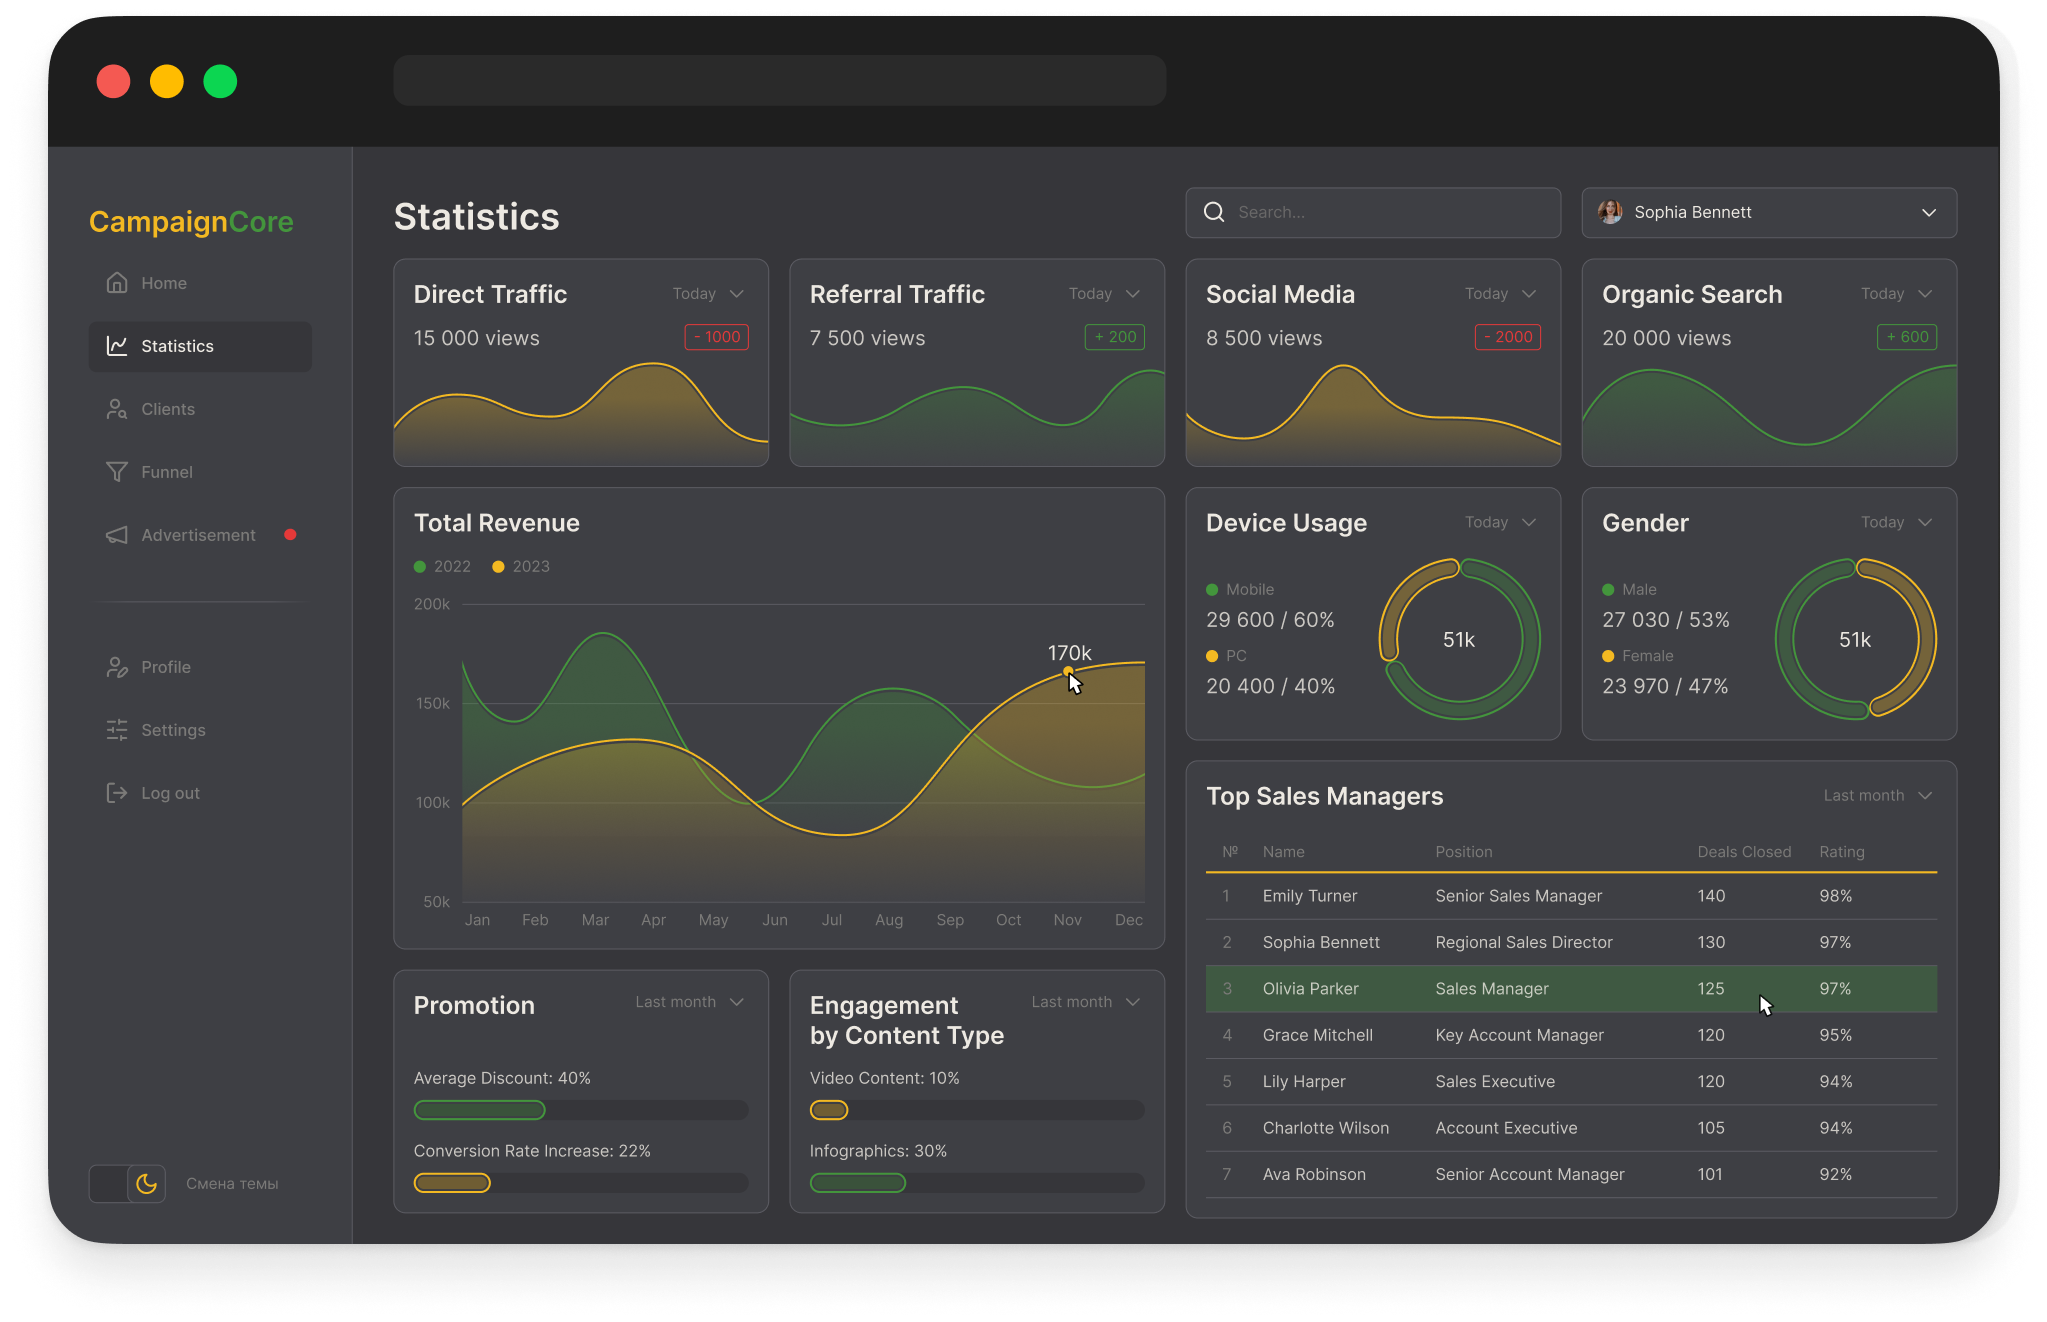 CampaignCore
Home
Statistics
Clients
Funnel
Advertisement
Profile
Settings
Log out
Смена темы
Statistics
Search...
Sophia Bennett
Direct Traffic
Today
15 000 views
- 1000
Referral Traffic
Today
7 500 views
+ 200
Social Media
Today
8 500 views
- 2000
Organic Search
Today
20 000 views
+ 600
Total Revenue
2022
2023
200k
150k
100k
50k
170k
Jan Feb Mar Apr May Jun Jul Aug Sep Oct Nov Dec
Device Usage
Today
Mobile
29 600 / 60%
PC
20 400 / 40%
51k
Gender
Today
Male
27 030 / 53%
Female
23 970 / 47%
51k
Promotion
Last month
Average Discount: 40%
Conversion Rate Increase: 22%
Engagement
by Content Type
Last month
Video Content: 10%
Infographics: 30%
Top Sales Managers
Last month
№ Name Position Deals Closed Rating
1 Emily Turner Senior Sales Manager 140 98%
2 Sophia Bennett Regional Sales Director 130 97%
3 Olivia Parker Sales Manager 125 97%
4 Grace Mitchell Key Account Manager 120 95%
5 Lily Harper Sales Executive 120 94%
6 Charlotte Wilson Account Executive 105 94%
7 Ava Robinson Senior Account Manager 101 92%